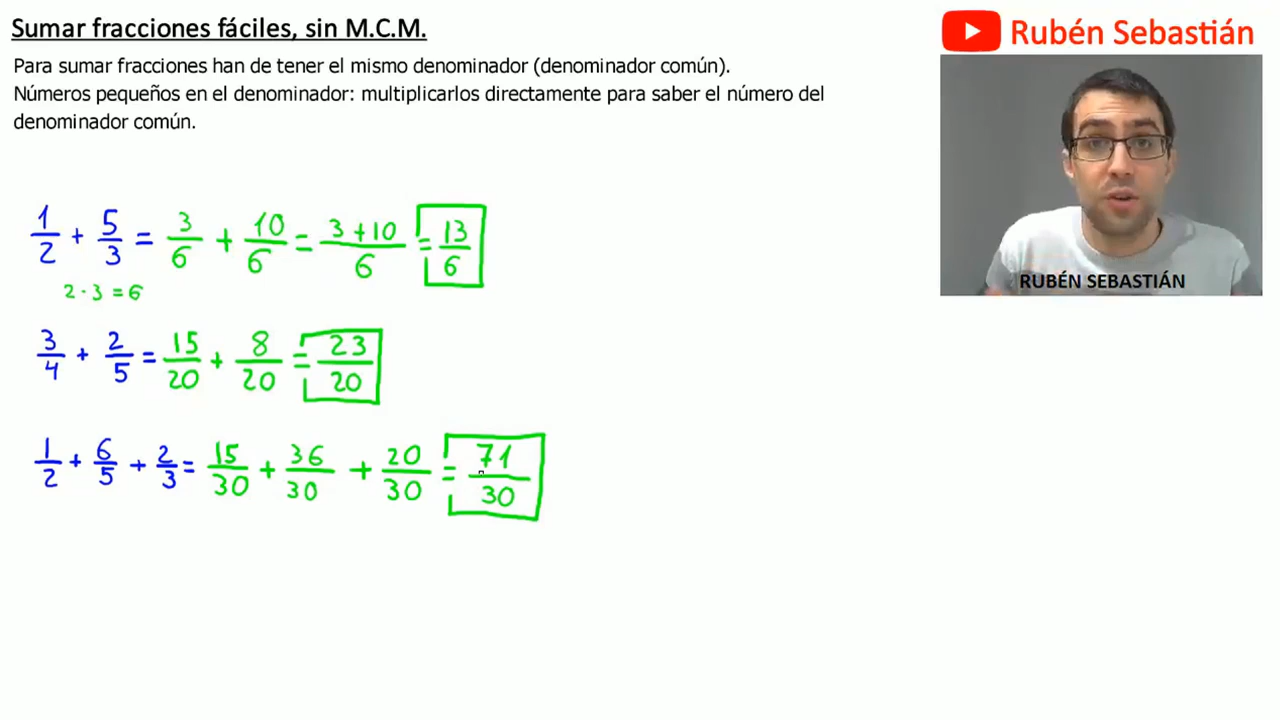 Sumar fracciones fáciles, sin M.C.M.
Rubén Sebastián
Para sumar fracciones han de tener el mismo denominador (denominador común).
Números pequeños en el denominador: multiplicarlos directamente para saber el número del
denominador común.
RUBÉN SEBASTIÁN
1/2 + 5/3 = 3/6 + 10/6 = 3+10/6 = 13/6
2 · 3 = 6
3/4 + 2/5 = 15/20 + 8/20 = 23/20
1/2 + 6/5 + 2/3 = 15/30 + 36/30 + 20/30 = 71/30